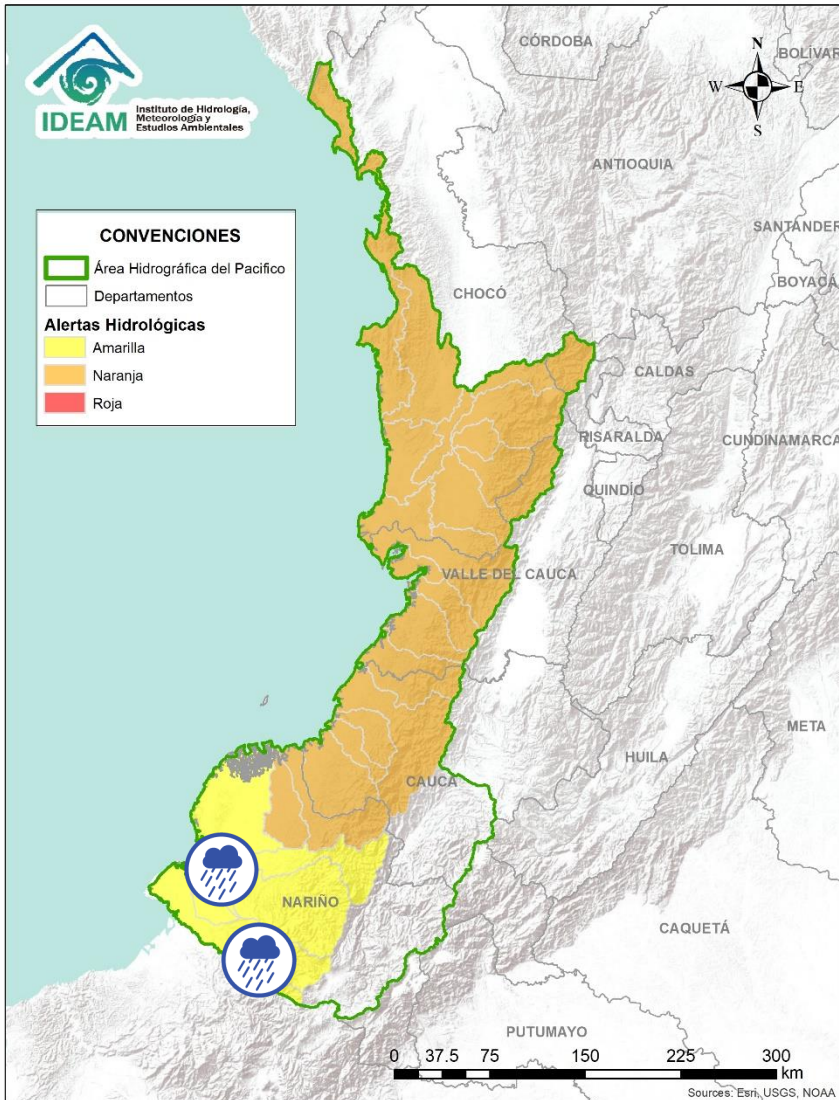 IDEAM
Instituto de Hidrología,
Meteorología y
Estudios Ambientales
CÓRDOBA
BOLÍVAR
N
W
E
S
ANTIOQUIA
SANTANDER
BOYACÁ
CONVENCIONES
Área Hidrográfica del Pacifico
Departamentos
Alertas Hidrológicas
Amarilla
Naranja
Roja
CHOCÓ
CALDAS
RISARALDA
CUNDINAMARCA
QUINDÍO
TOLIMA
VALLE DEL CAUCA
META
HUILA
CAUCA
NARIÑO
CAQUETÁ
PUTUMAYO
0 37.5 75 150 225 300
km
Sources: Esri, USGS, NOAA